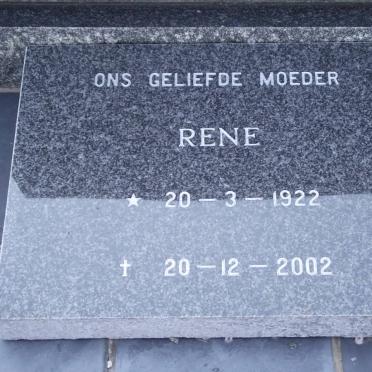 ONS GELIEFDE MOEDER
RENE
★ 20 – 3 – 1922
† 20 – 12 – 2002